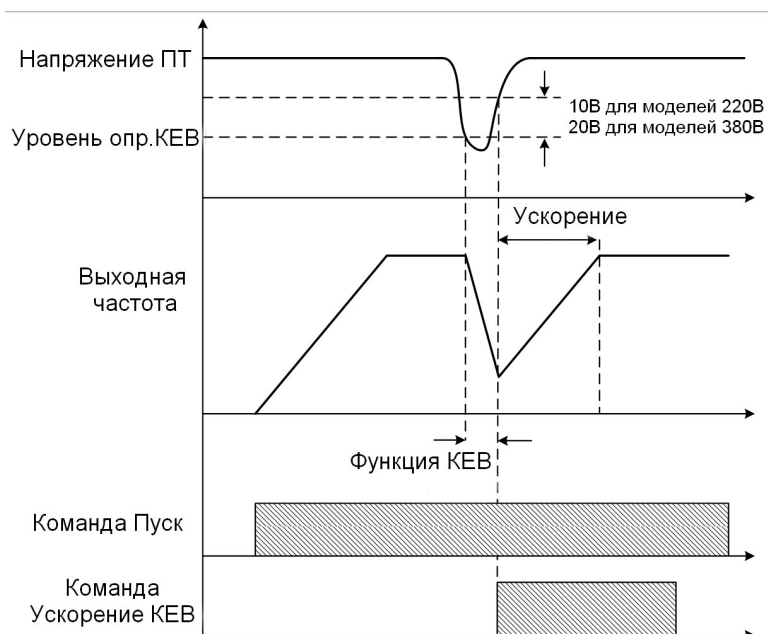 Напряжение ПТ
10В для моделей 220В
20В для моделей 380В
Уровень опр.КЕВ
Ускорение
Выходная
частота
Функция КЕВ
Команда Пуск
Команда
Ускорение КЕВ